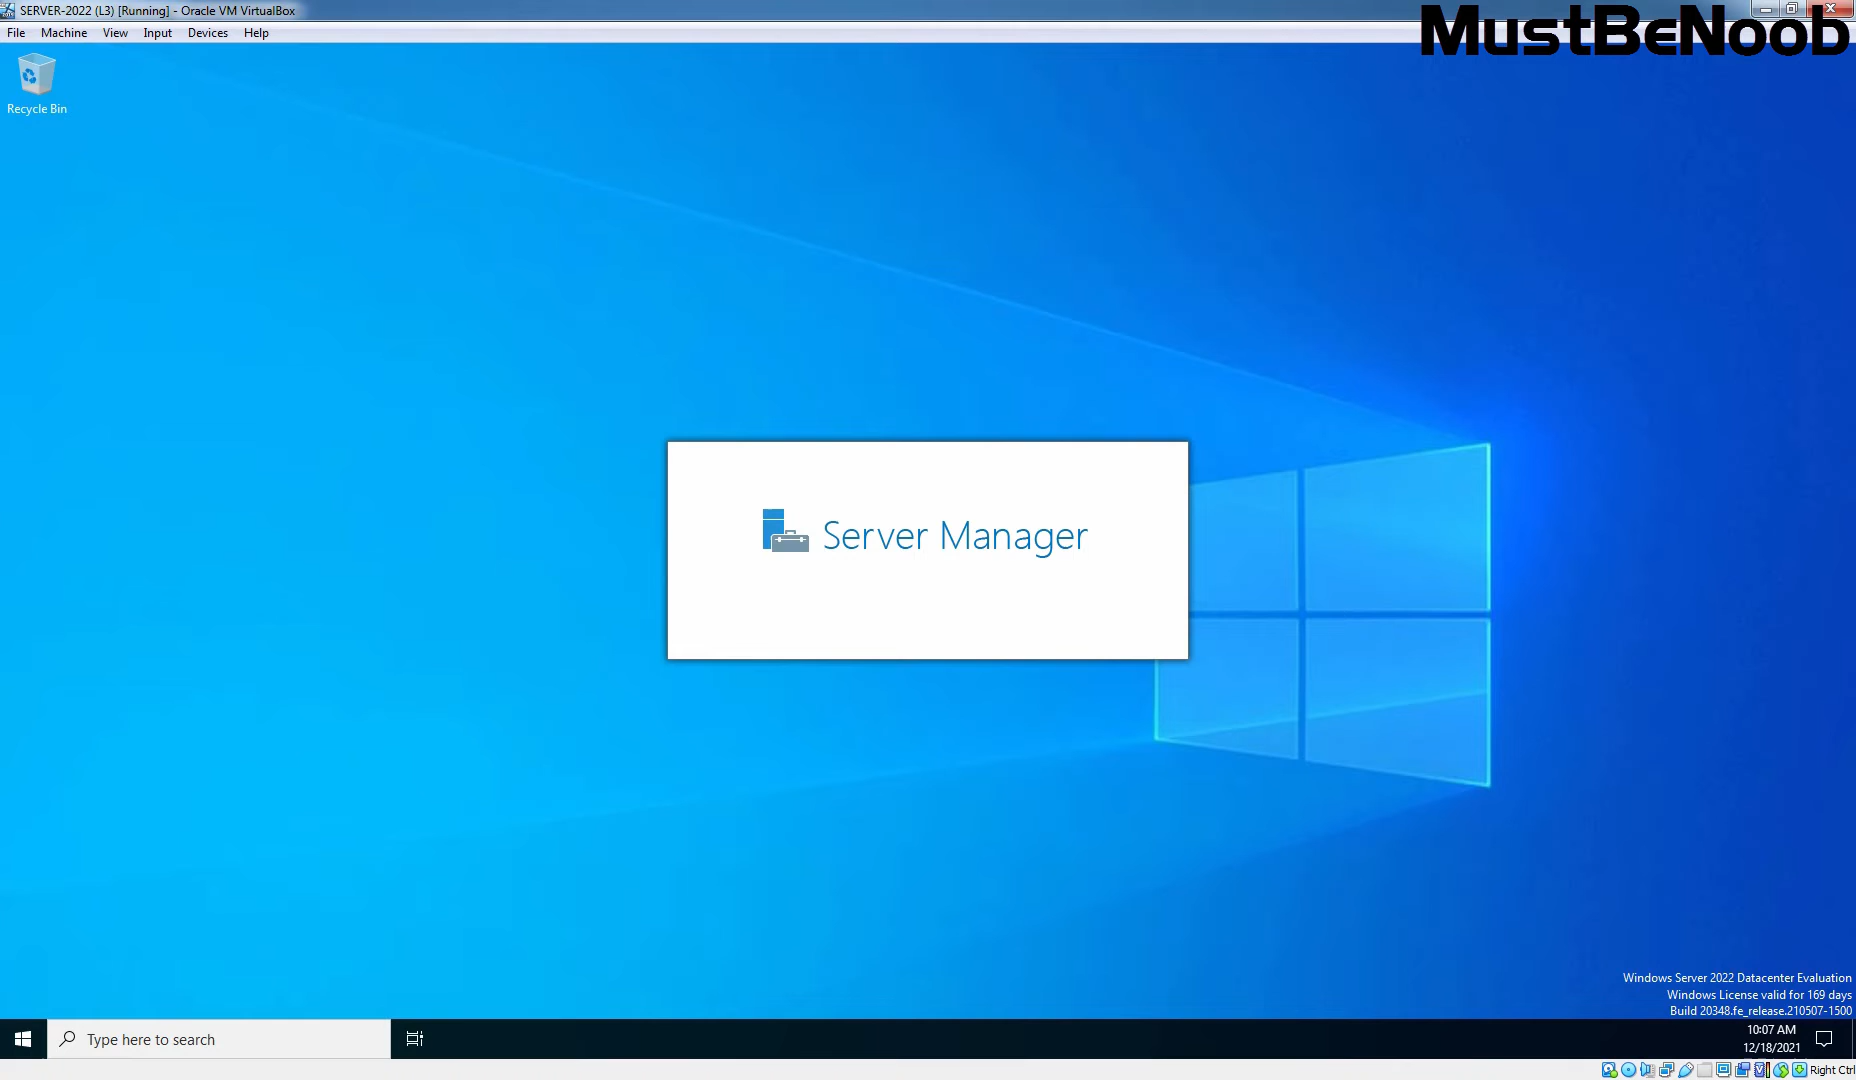 SERVER-2022 (L3) [Running] - Oracle VM VirtualBox
MustBeNoob
File Machine View Input Devices Help
Recycle Bin
Server Manager
Windows Server 2022 Datacenter Evaluation
Windows License valid for 169 days
Build 20348.fe_release.210507-1500
Type here to search
10:07 AM
12/18/2021
Right Ctrl